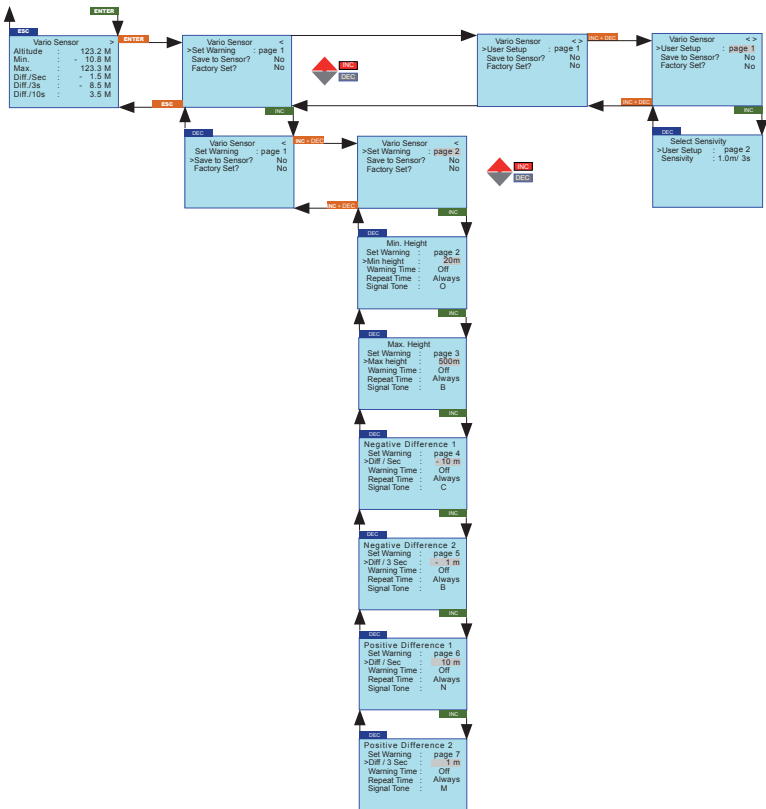 ENTER
ESC
Vario Sensor >
Altitude : 123.2 M
Min. : - 10.8 M
Max. : 123.3 M
Diff./Sec : - 1.5 M
Diff./3s : - 8.5 M
Diff./10s : 3.5 M
ENTER
ESC
Vario Sensor <
>Set Warning : page 1
Save to Sensor? No
Factory Set? No
INC
DEC
INC
Vario Sensor < >
>User Setup : page 1
Save to Sensor? No
Factory Set? No
INC + DEC
INC + DEC
Vario Sensor < >
>User Setup : page 1
Save to Sensor? No
Factory Set? No
INC
DEC
Select Sensivity
>User Setup : page 2
Sensivity : 1.0m/ 3s
DEC
Vario Sensor <
Set Warning : page 1
>Save to Sensor? No
Factory Set? No
INC + DEC
INC + DEC
Vario Sensor <
>Set Warning : page 2
Save to Sensor? No
Factory Set? No
INC
DEC
INC
DEC
Min. Height
Set Warning : page 2
>Min height : 20m
Warning Time : Off
Repeat Time : Always
Signal Tone : O
INC
DEC
Max. Height
Set Warning : page 3
>Max height : 500m
Warning Time : Off
Repeat Time : Always
Signal Tone : B
INC
DEC
Negative Difference 1
Set Warning : page 4
>Diff / Sec : - 10 m
Warning Time : Off
Repeat Time : Always
Signal Tone : C
INC
DEC
Negative Difference 2
Set Warning : page 5
>Diff / 3 Sec : - 1 m
Warning Time : Off
Repeat Time : Always
Signal Tone : B
INC
DEC
Positive Difference 1
Set Warning : page 6
>Diff / Sec : 10 m
Warning Time : Off
Repeat Time : Always
Signal Tone : N
INC
DEC
Positive Difference 2
Set Warning : page 7
>Diff / 3 Sec : 1 m
Warning Time : Off
Repeat Time : Always
Signal Tone : M